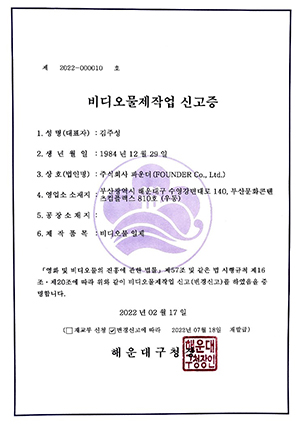 제 2022-000010 호
비디오물제작업 신고증
1. 성 명(대표자) : 김주성
2. 생 년 월 일 : 1984 년 12 월 29 일
3. 상 호(법인명) : 주식회사 파운더(FOUNDER Co., Ltd.)
4. 영업소 소재지 : 부산광역시 해운대구 수영강변대로 140, 부산문화콘텐
츠컴플렉스 810호 (우동)
5. 공 장 소 재 지 :
6. 제 작 품 목 : 비디오물 일체
「영화 및 비디오물의 진흥에 관한 법률」제57조 및 같은 법 시행규칙 제16
조·제20조에 따라 위와 같이 비디오물제작업 신고(변경신고)를 하였음을 증
명합니다.
2022 년 02 월 17 일
(□재교부 신청 ☑변경신고에 따라 2022년 07월 18일 재발급)
해 운 대 구 청
해운대
구청장인